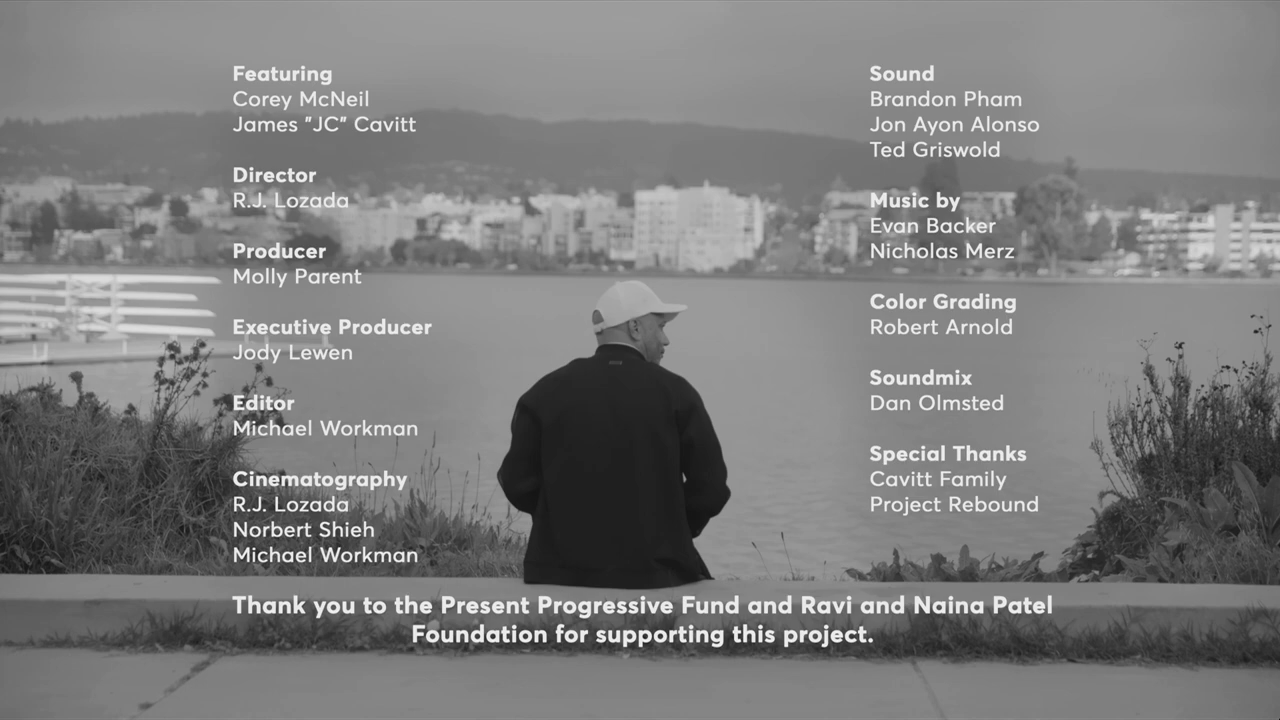 Featuring
Corey McNeil
James "JC" Cavitt
Director
R.J. Lozada
Producer
Molly Parent
Executive Producer
Jody Lewen
Editor
Michael Workman
Cinematography
R.J. Lozada
Norbert Shieh
Michael Workman
Sound
Brandon Pham
Jon Ayon Alonso
Ted Griswold
Music by
Evan Backer
Nicholas Merz
Color Grading
Robert Arnold
Soundmix
Dan Olmsted
Special Thanks
Cavitt Family
Project Rebound
Thank you to the Present Progressive Fund and Ravi and Naina Patel
Foundation for supporting this project.